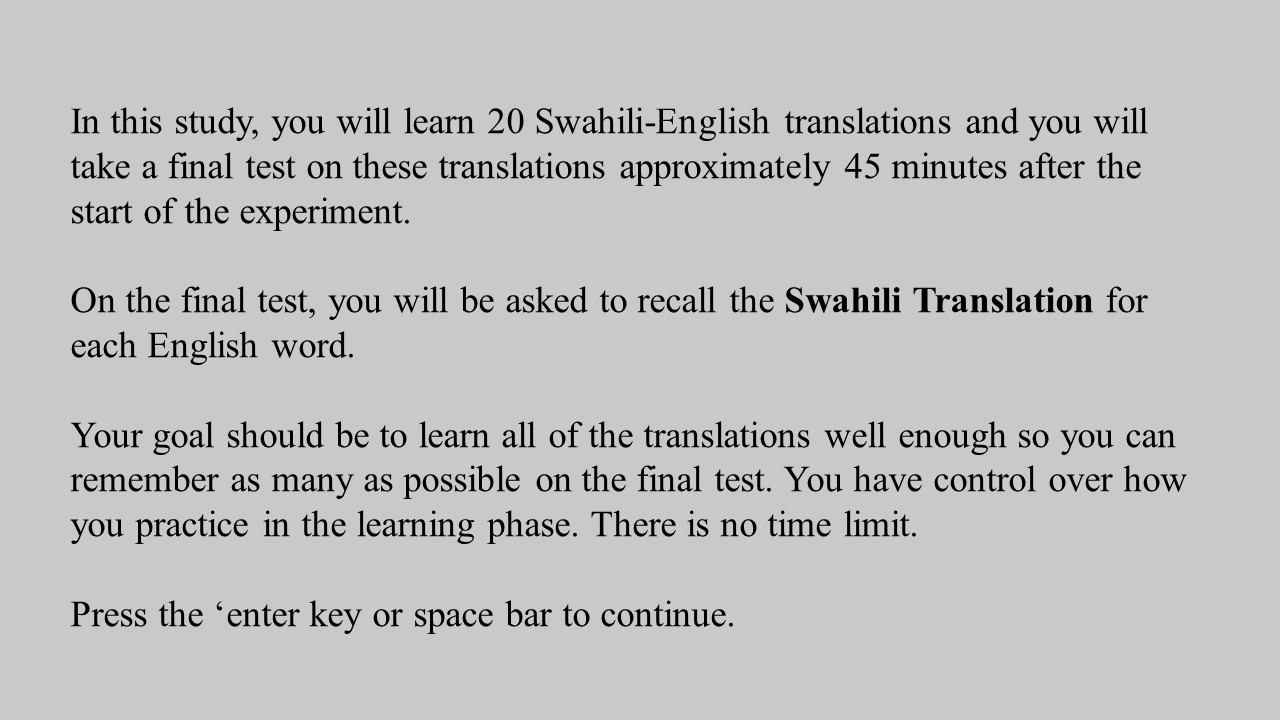 In this study, you will learn 20 Swahili-English translations and you will
take a final test on these translations approximately 45 minutes after the
start of the experiment.
On the final test, you will be asked to recall the Swahili Translation for
each English word.
Your goal should be to learn all of the translations well enough so you can
remember as many as possible on the final test. You have control over how
you practice in the learning phase. There is no time limit.
Press the ‘enter key or space bar to continue.